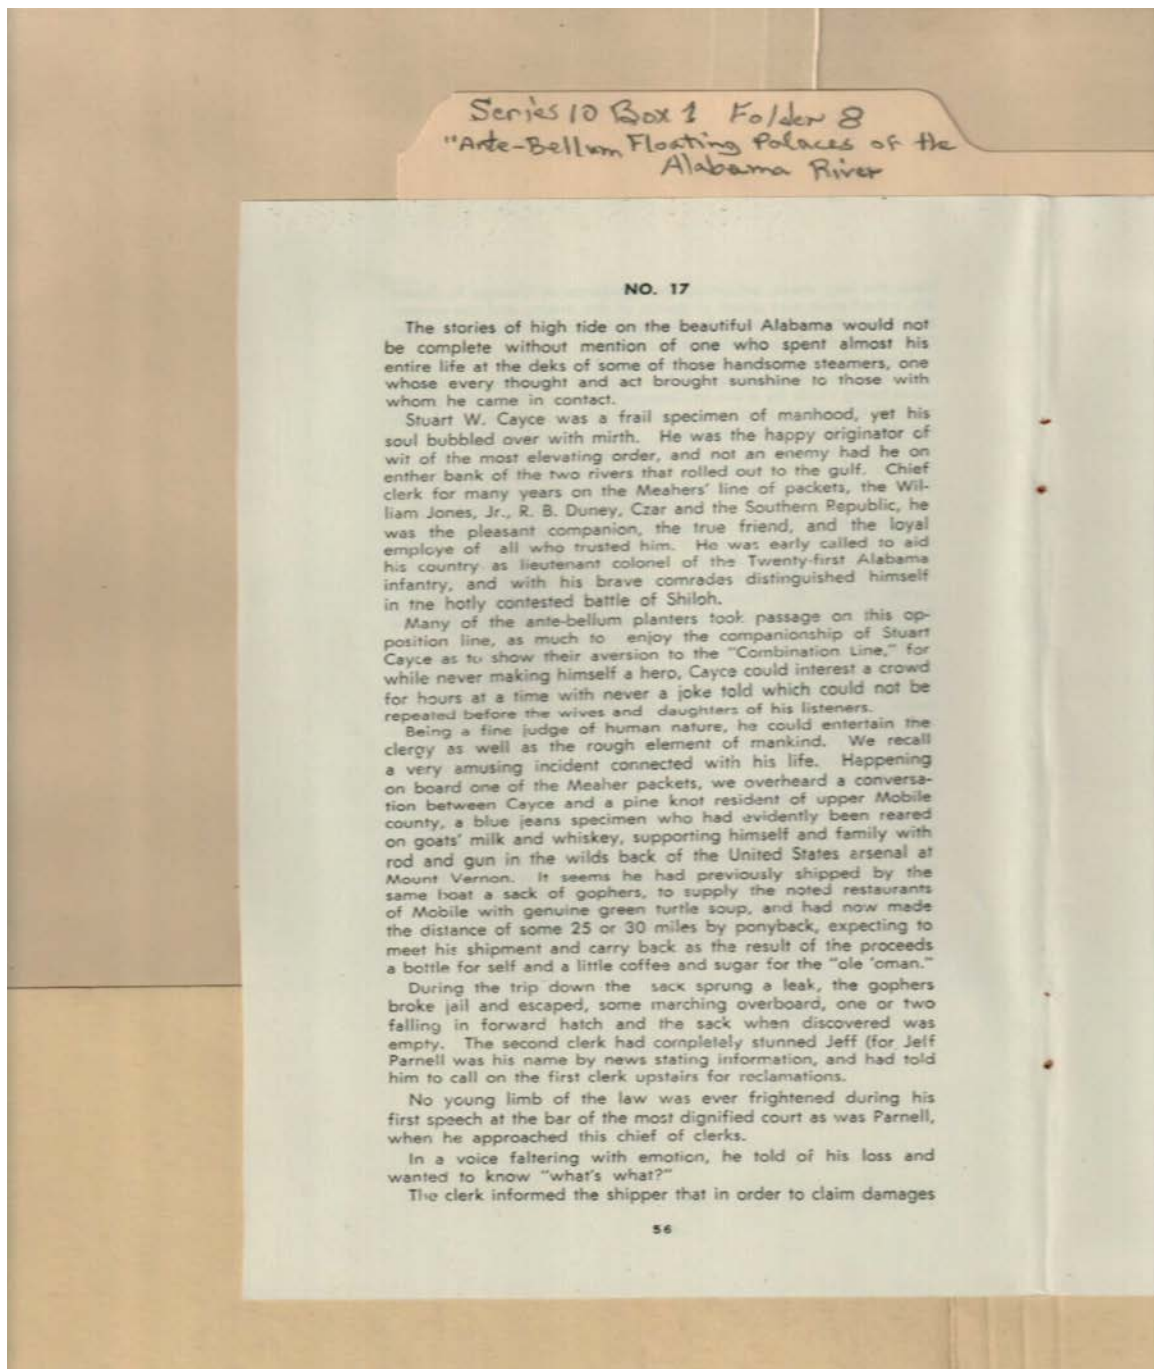 Series 10 Box 1 Folder 8
"Ante-Bellum Floating Palaces of the
Alabama River
NO. 17
The stories of high tide on the beautiful Alabama would not
be complete without mention of one who spent almost his
entire life at the deks of some of those handsome steamers, one
whose every thought and act brought sunshine to those with
whom he came in contact.
Stuart W. Cayce was a frail specimen of manhood, yet his
soul bubbled over with mirth. He was the happy originator of
wit of the most elevating order, and not an enemy had he on
enther bank of the two rivers that rolled out to the gulf. Chief
clerk for many years on the Meahers' line of packets, the Wil-
liam Jones, Jr., R. B. Duney, Czar and the Southern Republic, he
was the pleasant companion, the true friend, and the loyal
employe of all who trusted him. He was early called to aid
his country as lieutenant colonel of the Twenty-first Alabama
infantry, and with his brave comrades distinguished himself
in the hotly contested battle of Shiloh.
Many of the ante-bellum planters took passage on this op-
position line, as much to enjoy the companionship of Stuart
Cayce as to show their aversion to the "Combination Line," for
while never making himself a hero, Cayce could interest a crowd
for hours at a time with never a joke told which could not be
repeated before the wives and daughters of his listeners.
Being a fine judge of human nature, he could entertain the
clergy as well as the rough element of mankind. We recall
a very amusing incident connected with his life. Happening
on board one of the Meaher packets, we overheard a conversa-
tion between Cayce and a pine knot resident of upper Mobile
county, a blue jeans specimen who had evidently been reared
on goats' milk and whiskey, supporting himself and family with
rod and gun in the wilds back of the United States arsenal at
Mount Vernon. It seems he had previously shipped by the
same boat a sack of gophers, to supply the noted restaurants
of Mobile with genuine green turtle soup, and had now made
the distance of some 25 or 30 miles by ponyback, expecting to
meet his shipment and carry back as the result of the proceeds
a bottle for self and a little coffee and sugar for the "ole 'oman."
During the trip down the sack sprung a leak, the gophers
broke jail and escaped, some marching overboard, one or two
falling in forward hatch and the sack when discovered was
empty. The second clerk had completely stunned Jeff (for Jeff
Parnell was his name by news stating information, and had told
him to call on the first clerk upstairs for reclamations.
No young limb of the law was ever frightened during his
first speech at the bar of the most dignified court as was Parnell,
when he approached this chief of clerks.
In a voice faltering with emotion, he told of his loss and
wanted to know "what's what?"
The clerk informed the shipper that in order to claim damages
56